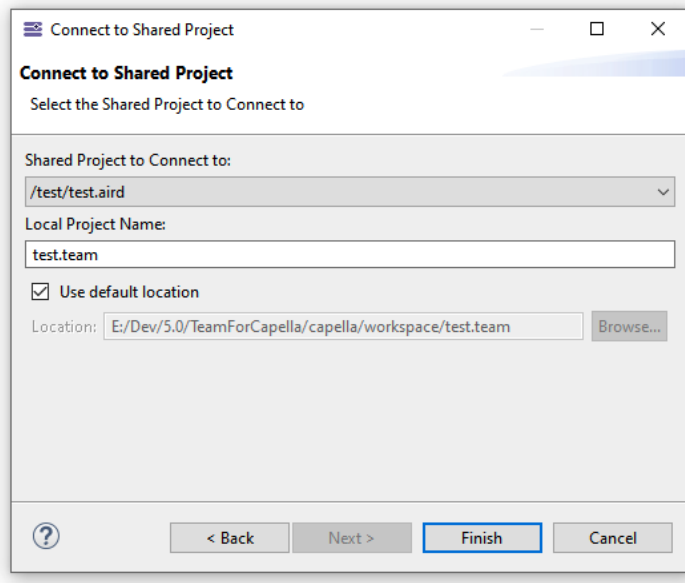 Connect to Shared Project
Connect to Shared Project
Select the Shared Project to Connect to
Shared Project to Connect to:
/test/test.aird
Local Project Name:
test.team
Use default location
Location: E:/Dev/5.0/TeamForCapella/capella/workspace/test.team Browse...
? < Back Next > Finish Cancel